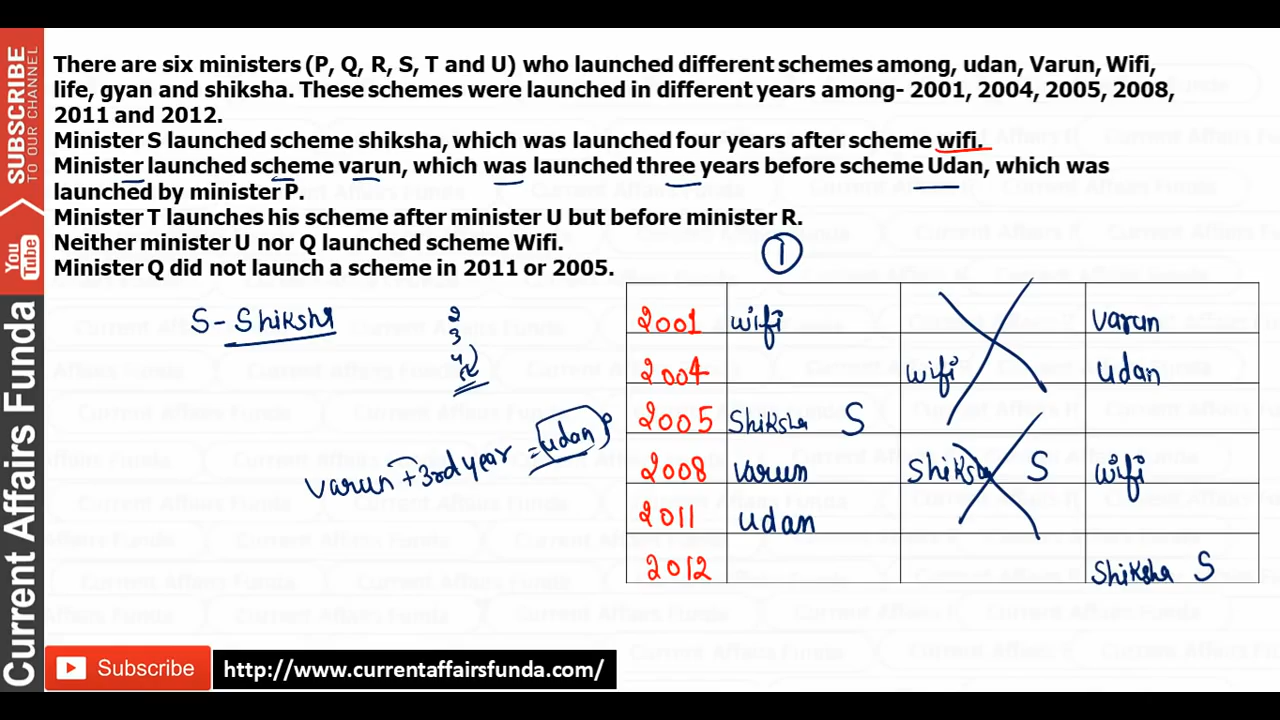 There are six ministers (P, Q, R, S, T and U) who launched different schemes among, udan, Varun, Wifi,
life, gyan and shiksha. These schemes were launched in different years among- 2001, 2004, 2005, 2008,
2011 and 2012.
Minister S launched scheme shiksha, which was launched four years after scheme wifi.
Minister launched scheme varun, which was launched three years before scheme Udan, which was
launched by minister P.
Minister T launches his scheme after minister U but before minister R.
Neither minister U nor Q launched scheme Wifi.
Minister Q did not launch a scheme in 2011 or 2005.
1
S - Shiksha
2
3
4
varun + 3rd year = udan
2001 wifi varun
2004 wifi udan
2005 Shiksha S
2008 varun Shiksha S wifi
2011 udan
2012 Shiksha S
SUBSCRIBE
TO OUR CHANNEL
You
Tube
Current Affairs Funda
Subscribe
http://www.currentaffairsfunda.com/